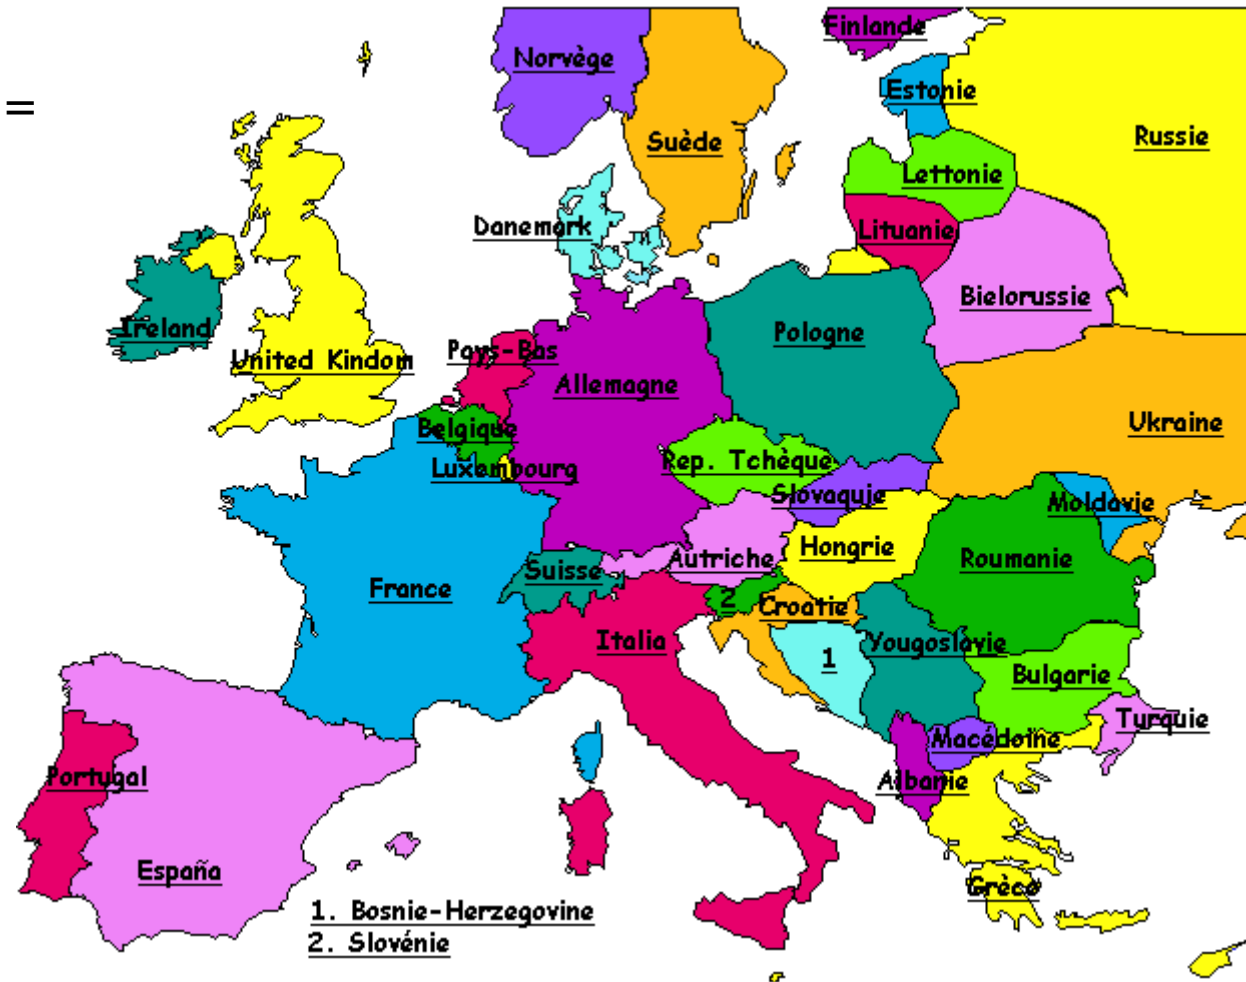 Finlande
Norvège
Estonie
=
Russie
Suède
Lettonie
Danemark
Lituanie
Bielorussie
Ireland
Pologne
Pays-Bas
United Kindom
Allemagne
Ukraine
Belgique
Rep. Tchèque
Luxembourg
Slovaquie
Moldavie
Hongrie
Autriche
Roumanie
Suisse
France
2
Croatie
Italia
Yougoslavie
1
Bulgarie
Turquie
Macédoine
Portugal
Albanie
España
Grèce
1. Bosnie-Herzegovine
2. Slovénie